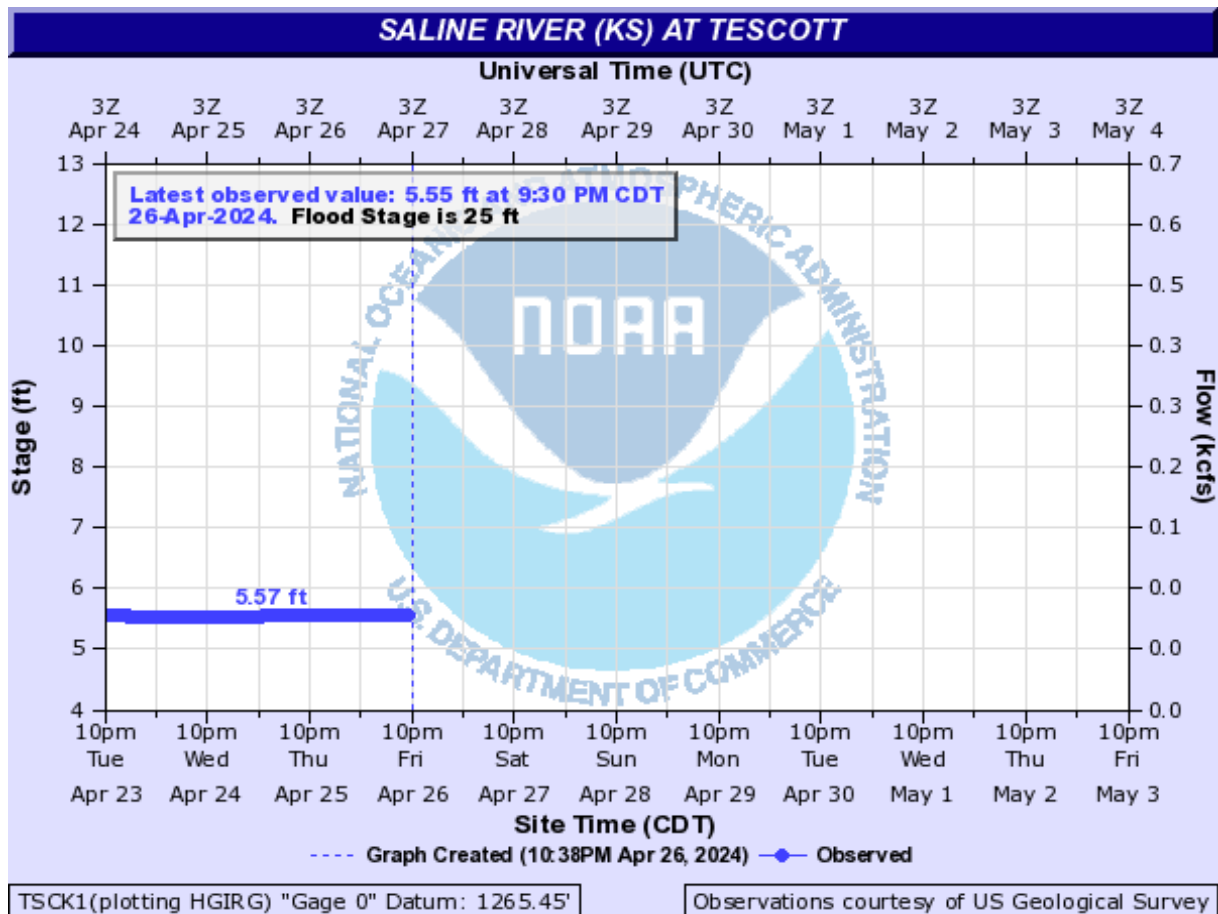 SALINE RIVER (KS) AT TESCOTT
Universal Time (UTC)
3Z 3Z 3Z 3Z 3Z 3Z 3Z 3Z 3Z 3Z 3Z
Apr 24 Apr 25 Apr 26 Apr 27 Apr 28 Apr 29 Apr 30 May 1 May 2 May 3 May 4
Latest observed value: 5.55 ft at 9:30 PM CDT
26-Apr-2024. Flood Stage is 25 ft
Stage (ft)
13
12
11
10
9
8
7
6
5
4
5.57 ft
NATIONAL OCEANIC AND ATMOSPHERIC ADMINISTRATION
NOAA
U.S. DEPARTMENT OF COMMERCE
0.7
0.6
0.5
0.3
0.3
0.2
0.1
0.0
0.0
0.0
Flow (kcfs)
10pm 10pm 10pm 10pm 10pm 10pm 10pm 10pm 10pm 10pm 10pm
Tue Wed Thu Fri Sat Sun Mon Tue Wed Thu Fri
Apr 23 Apr 24 Apr 25 Apr 26 Apr 27 Apr 28 Apr 29 Apr 30 May 1 May 2 May 3
Site Time (CDT)
Graph Created (10:38PM Apr 26, 2024) Observed
TSCK1(plotting HGIRG) "Gage 0" Datum: 1265.45'
Observations courtesy of US Geological Survey